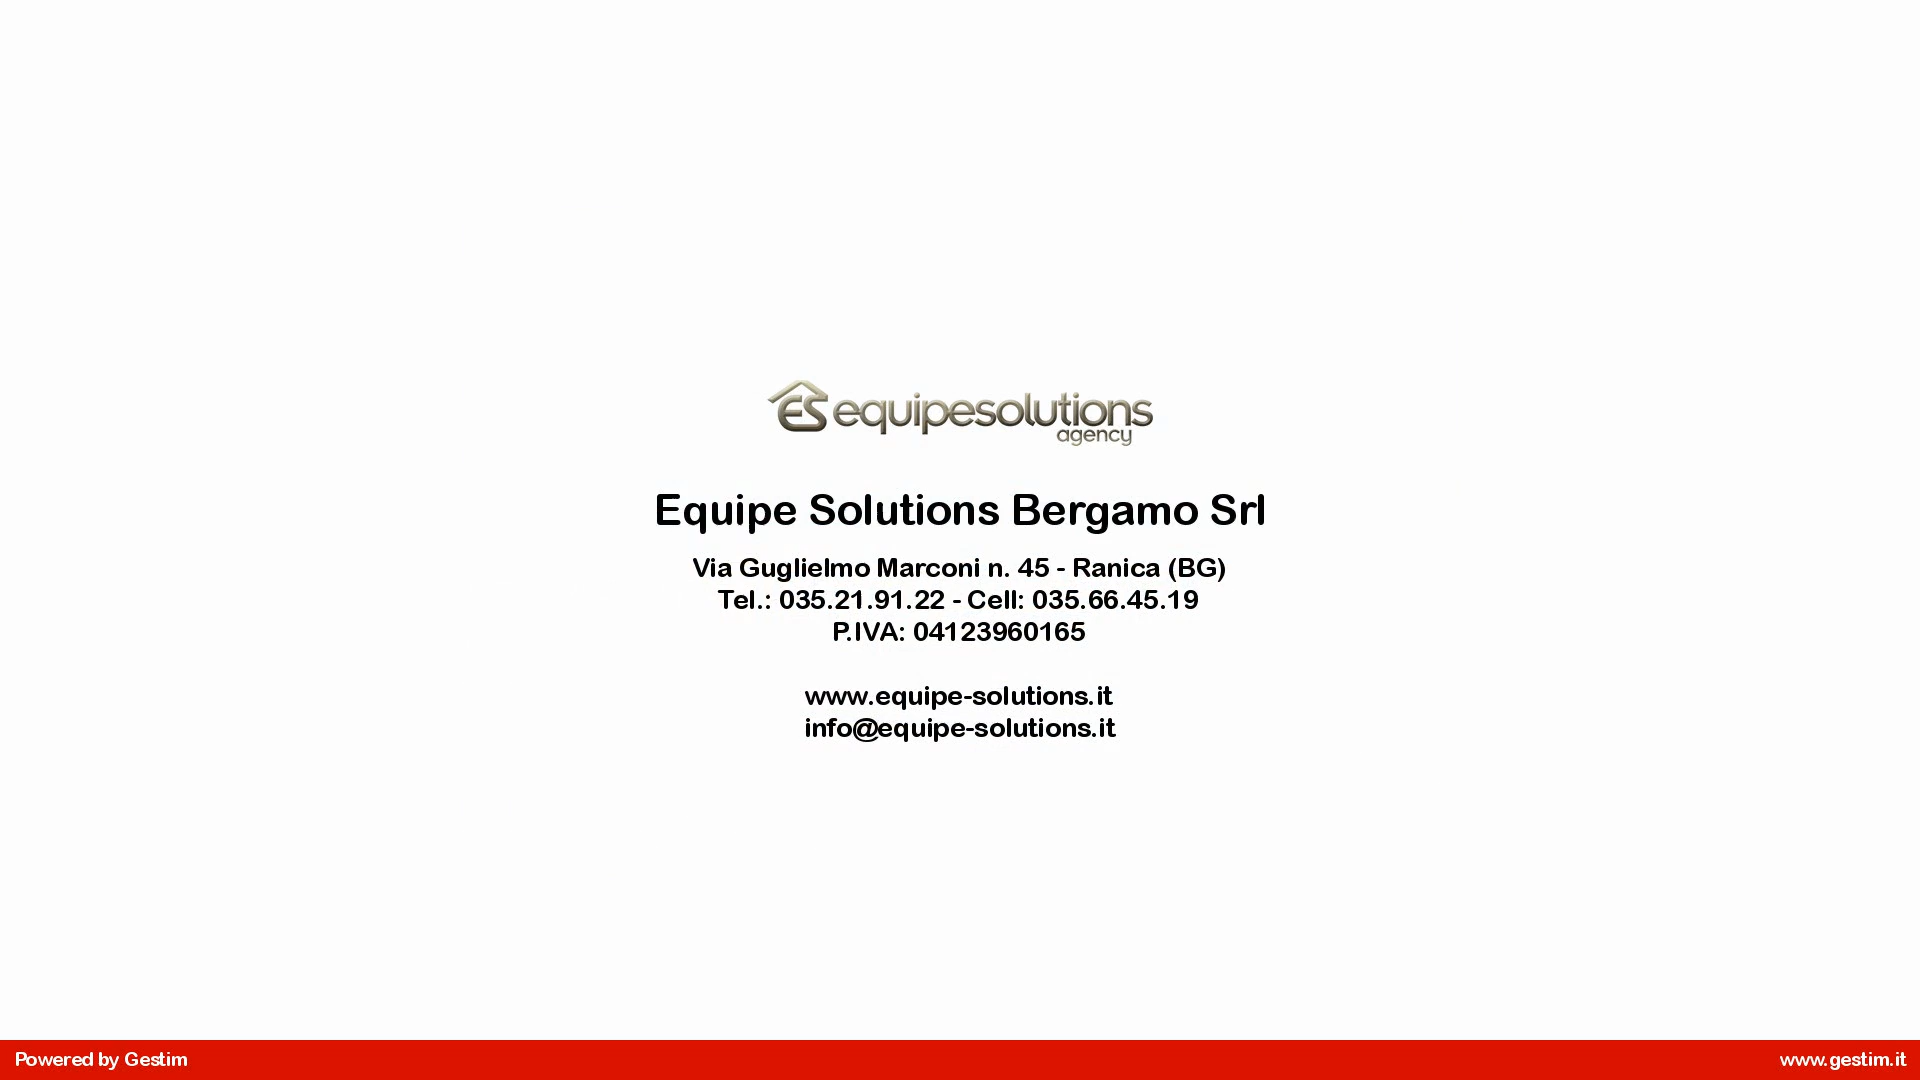 ES equipesolutions
agency
Equipe Solutions Bergamo Srl
Via Guglielmo Marconi n. 45 - Ranica (BG)
Tel.: 035.21.91.22 - Cell: 035.66.45.19
P.IVA: 04123960165
www.equipe-solutions.it
info@equipe-solutions.it
Powered by Gestim
www.gestim.it